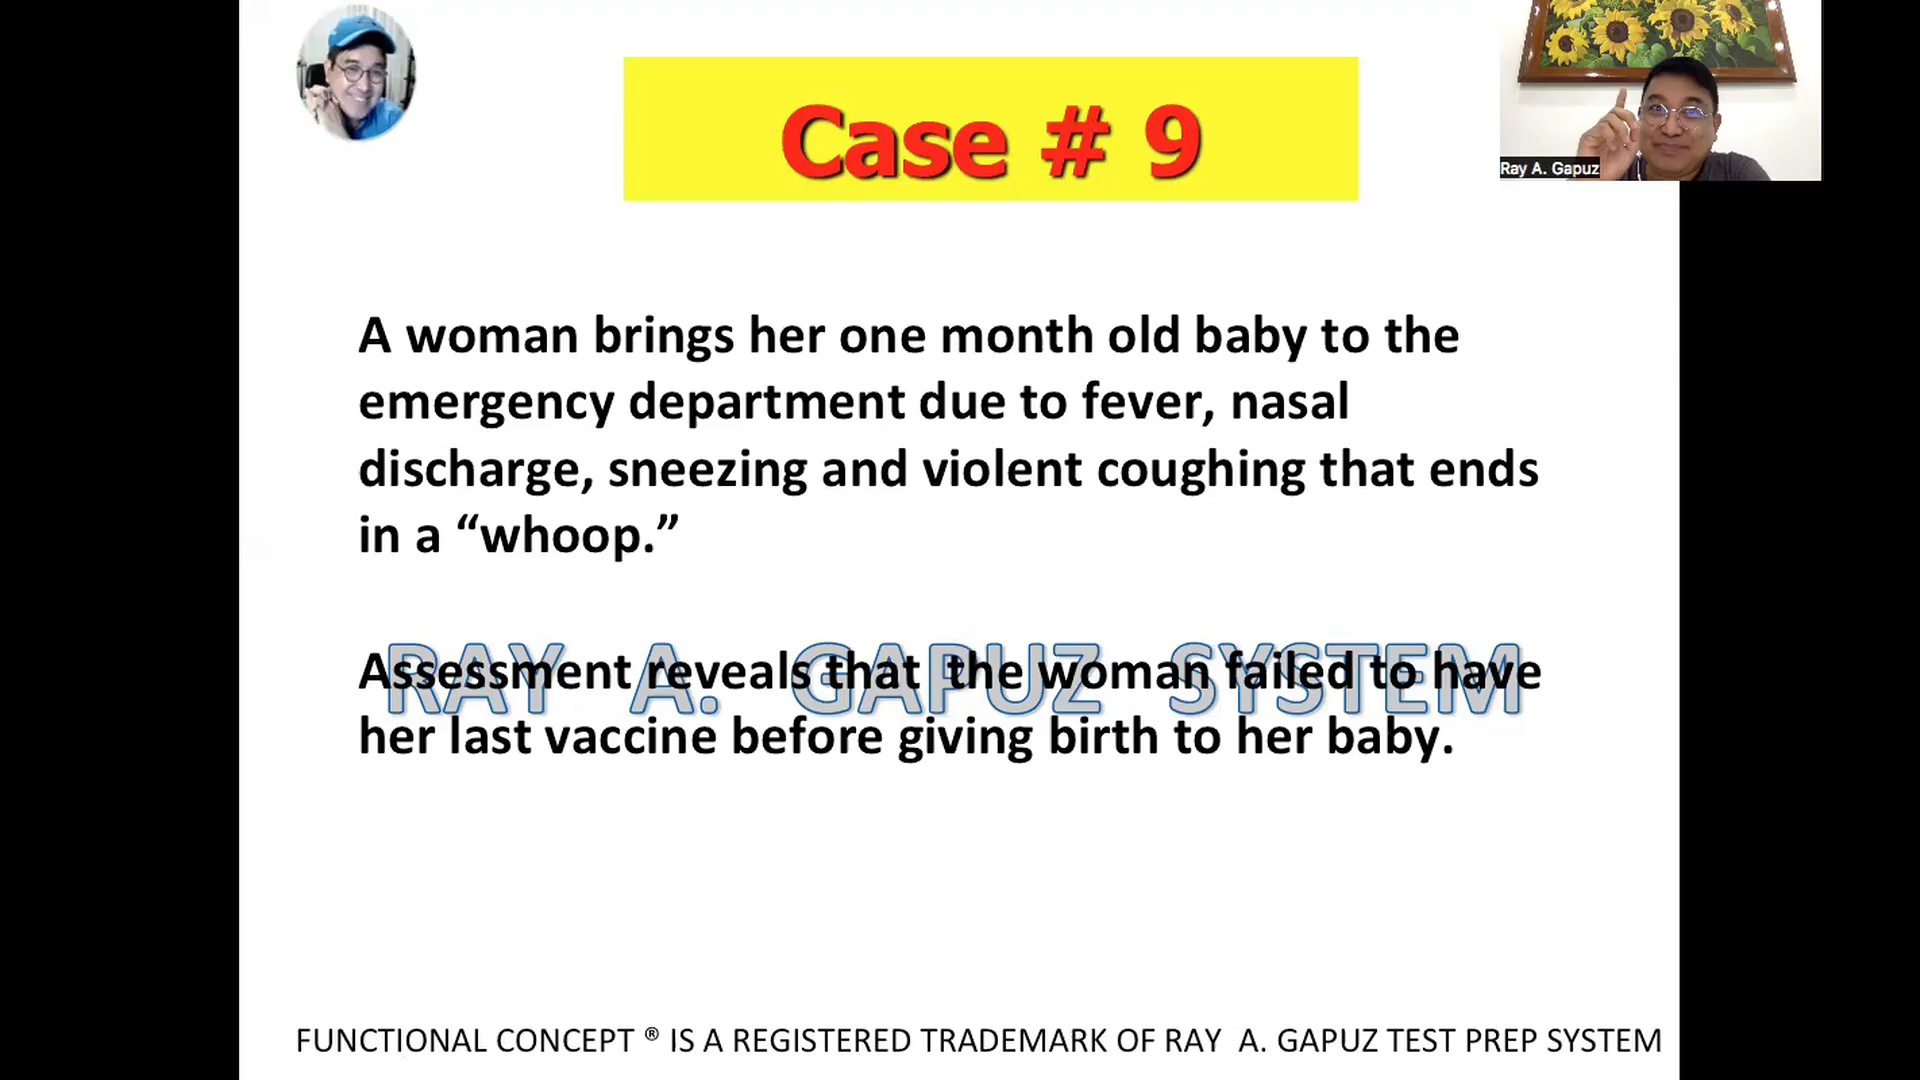 Case # 9
Ray A. Gapuz
A woman brings her one month old baby to the
emergency department due to fever, nasal
discharge, sneezing and violent coughing that ends
in a “whoop.”
RAY A. GAPUZ SYSTEM
Assessment reveals that the woman failed to have
her last vaccine before giving birth to her baby.
FUNCTIONAL CONCEPT ® IS A REGISTERED TRADEMARK OF RAY A. GAPUZ TEST PREP SYSTEM